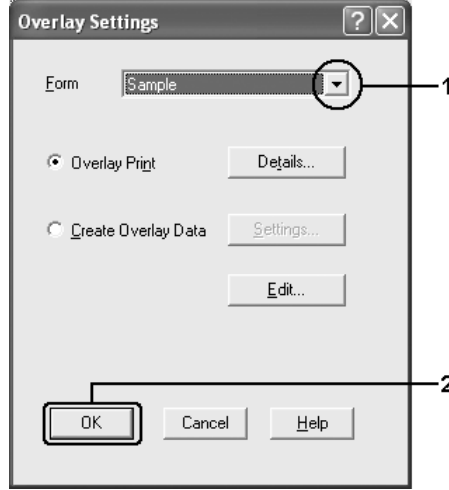 Overlay Settings
Form Sample
1
Overlay Print Details...
Create Overlay Data Settings...
Edit...
2
OK Cancel Help